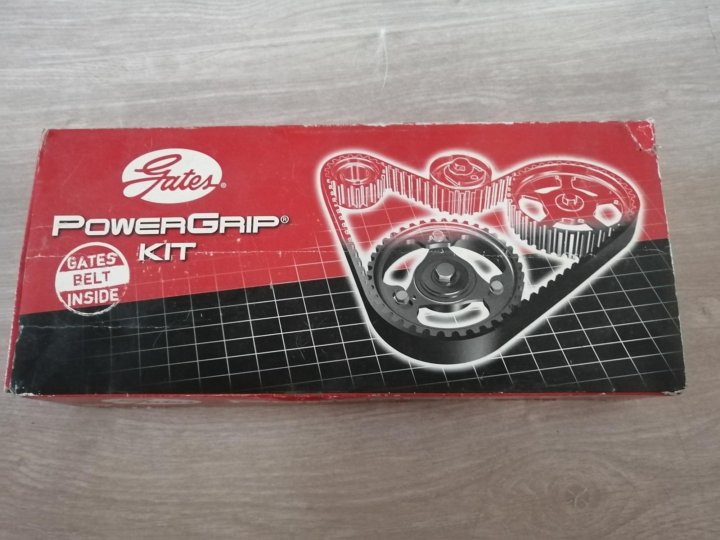 Gates®
POWERGRIP®
KIT
GATES
BELT
INSIDE